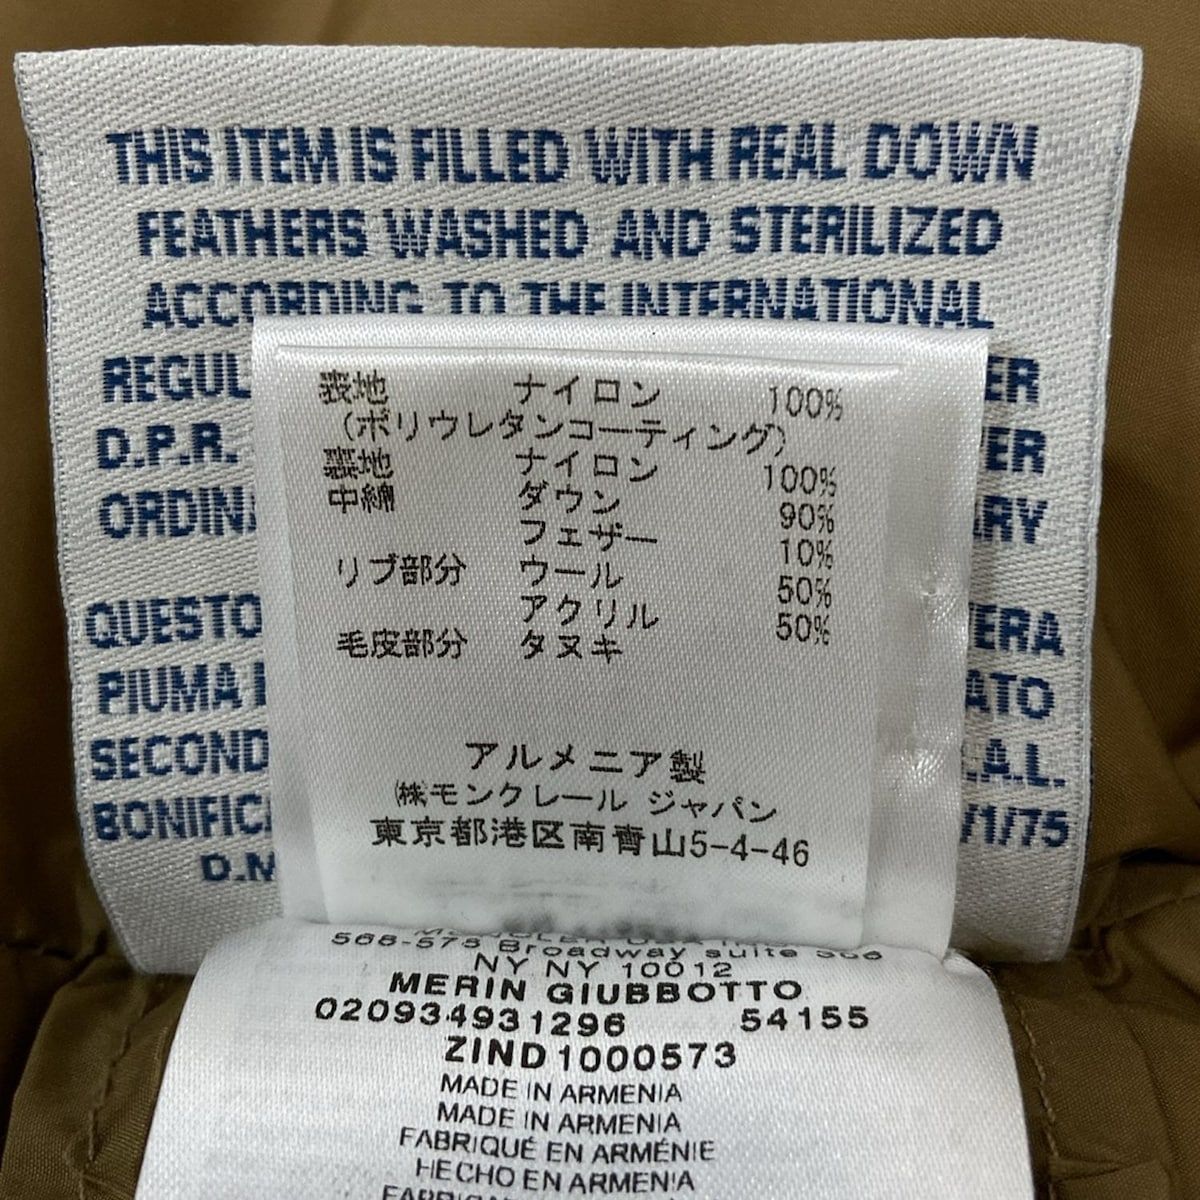 THIS ITEM IS FILLED WITH REAL DOWN
FEATHERS WASHED AND STERILIZED
ACCORDING TO THE INTERNATIONAL
REGUL ER
D.P.R. ER
ORDIN ARY
QUESTO TERA
PIUMA ATO
SECOND .A.L.
BONIFIC /1/75
D.M
表地 ナイロン 100%
(ポリウレタンコーティング)
裏地 ナイロン 100%
中綿 ダウン 90%
フェザー 10%
リブ部分 ウール 50%
アクリル 50%
毛皮部分 タヌキ
アルメニア製
㈱モンクレール ジャパン
東京都港区南青山5-4-46
568-578 Broadway suite 306
NY NY 10012
MERIN GIUBBOTTO
020934931296 54155
ZIND1000573
MADE IN ARMENIA
MADE IN ARMENIA
FABRIQUÉ EN ARMÉNIE
HECHO EN ARMENIA